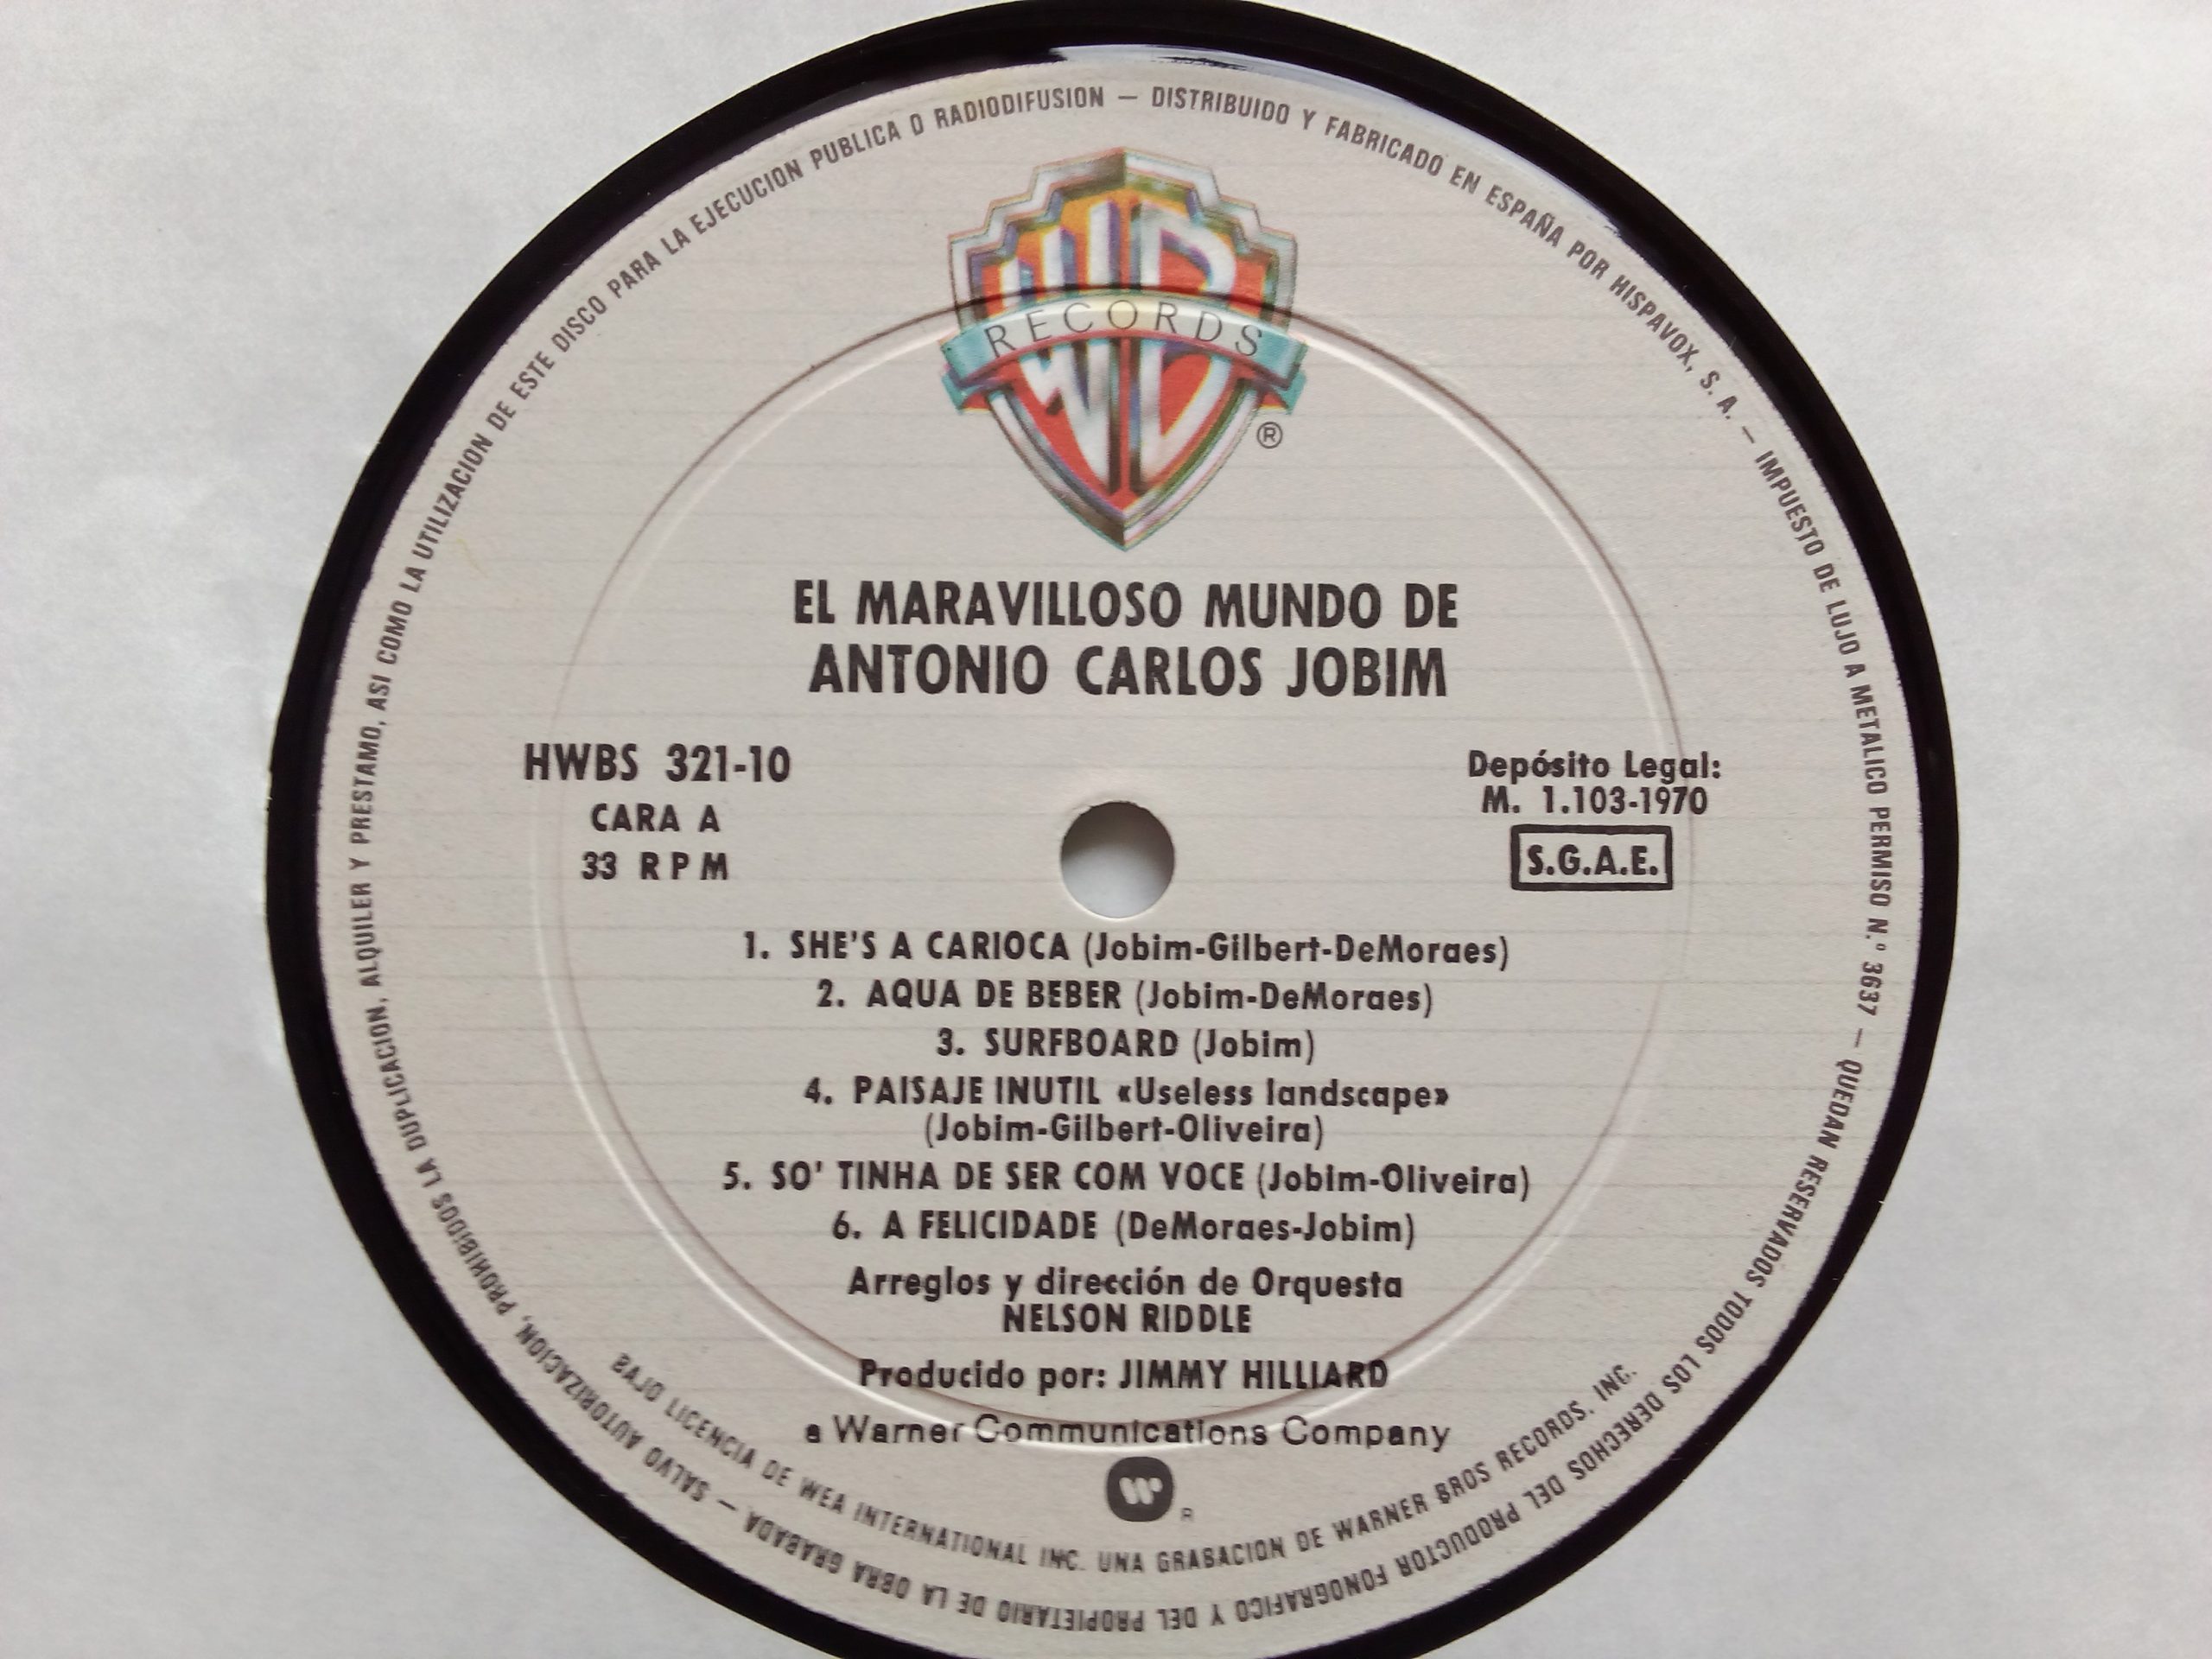 DISTRIBUIDO Y FABRICADO EN ESPAÑA POR HISPAVOX, S. A. — IMPUESTO DE LUJO A METALICO PERMISO N.º 3637 — QUEDAN RESERVADOS TODOS LOS DERECHOS DEL PRODUCTOR FONOGRAFICO Y DEL PROPIETARIO DE LA OBRA GRABADA. — SALVO AUTORIZACION, PROHIBIDOS LA DUPLICACION, ALQUILER Y PRESTAMO, ASI COMO LA UTILIZACION DE ESTE DISCO PARA LA EJECUCION PUBLICA O RADIODIFUSION —
WB
RECORDS
®
EL MARAVILLOSO MUNDO DE
ANTONIO CARLOS JOBIM
HWBS 321-10
CARA A
33 RPM
Depósito Legal:
M. 1.103-1970
S.G.A.E.
1. SHE'S A CARIOCA (Jobim-Gilbert-DeMoraes)
2. AQUA DE BEBER (Jobim-DeMoraes)
3. SURFBOARD (Jobim)
4. PAISAJE INUTIL «Useless landscape»
(Jobim-Gilbert-Oliveira)
5. SO' TINHA DE SER COM VOCE (Jobim-Oliveira)
6. A FELICIDADE (DeMoraes-Jobim)
Arreglos y dirección de Orquesta
NELSON RIDDLE
Producido por: JIMMY HILLIARD
a Warner Communications Company
W R
BAJO LICENCIA DE WEA INTERNATIONAL INC. UNA GRABACION DE WARNER BROS RECORDS. INC.